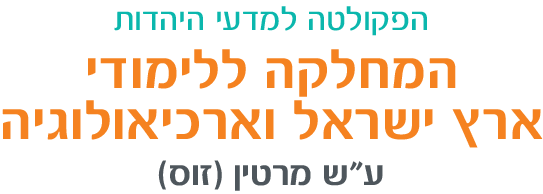 הפקולטה למדעי היהדות
המחלקה ללימודי
ארץ ישראל וארכיאולוגיה
ע"ש מרטין (זוס)